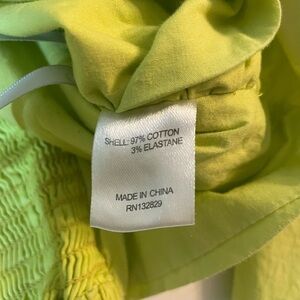 SHELL: 97% COTTON
3% ELASTANE
MADE IN CHINA
RN132829